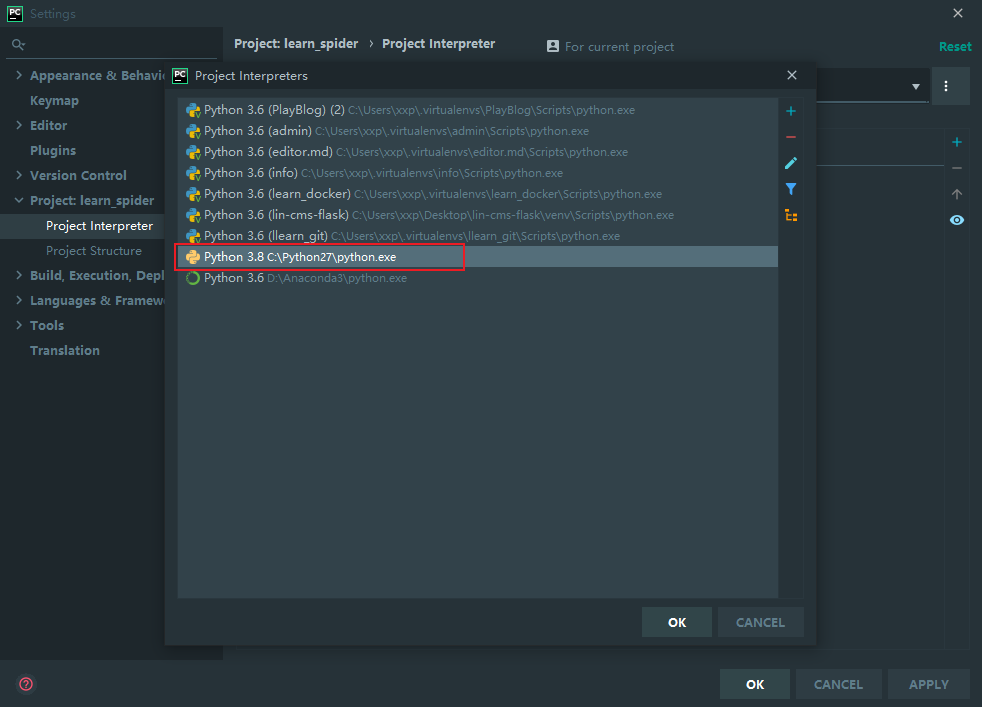 PC Settings
Project: learn_spider › Project Interpreter For current project
Reset
Appearance & Behavi
Keymap
Editor
Plugins
Version Control
Project: learn_spider
Project Interpreter
Project Structure
Build, Execution, Depl
Languages & Framew
Tools
Translation
PC Project Interpreters
Python 3.6 (PlayBlog) (2) C:\Users\xxp\.virtualenvs\PlayBlog\Scripts\python.exe
Python 3.6 (admin) C:\Users\xxp\.virtualenvs\admin\Scripts\python.exe
Python 3.6 (editor.md) C:\Users\xxp\.virtualenvs\editor.md\Scripts\python.exe
Python 3.6 (info) C:\Users\xxp\.virtualenvs\info\Scripts\python.exe
Python 3.6 (learn_docker) C:\Users\xxp\.virtualenvs\learn_docker\Scripts\python.exe
Python 3.6 (lin-cms-flask) C:\Users\xxp\Desktop\lin-cms-flask\venv\Scripts\python.exe
Python 3.6 (llearn_git) C:\Users\xxp\.virtualenvs\llearn_git\Scripts\python.exe
Python 3.8 C:\Python27\python.exe
Python 3.6 D:\Anaconda3\python.exe
OK CANCEL
OK CANCEL APPLY